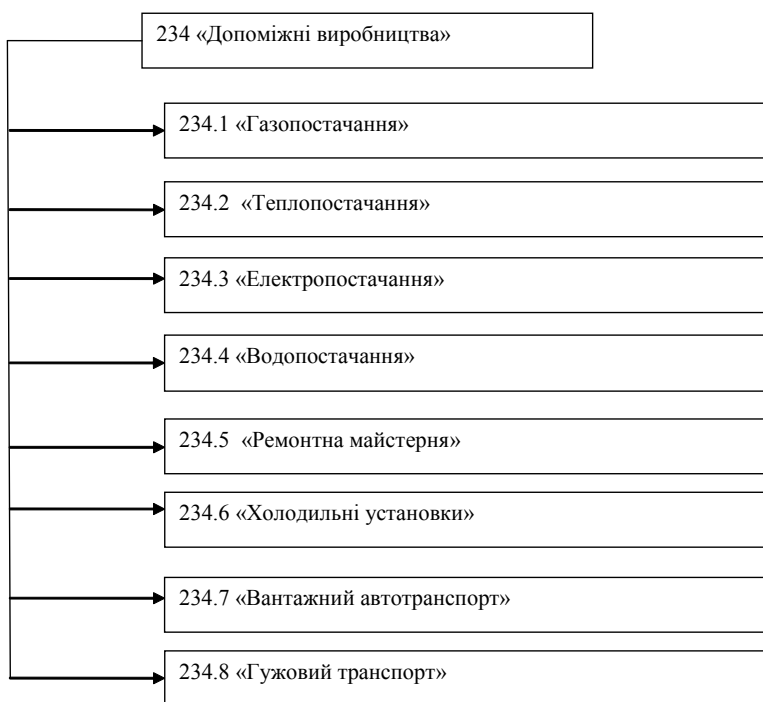 234 «Допоміжні виробництва»
234.1 «Газопостачання»
234.2 «Теплопостачання»
234.3 «Електропостачання»
234.4 «Водопостачання»
234.5 «Ремонтна майстерня»
234.6 «Холодильні установки»
234.7 «Вантажний автотранспорт»
234.8 «Гужовий транспорт»